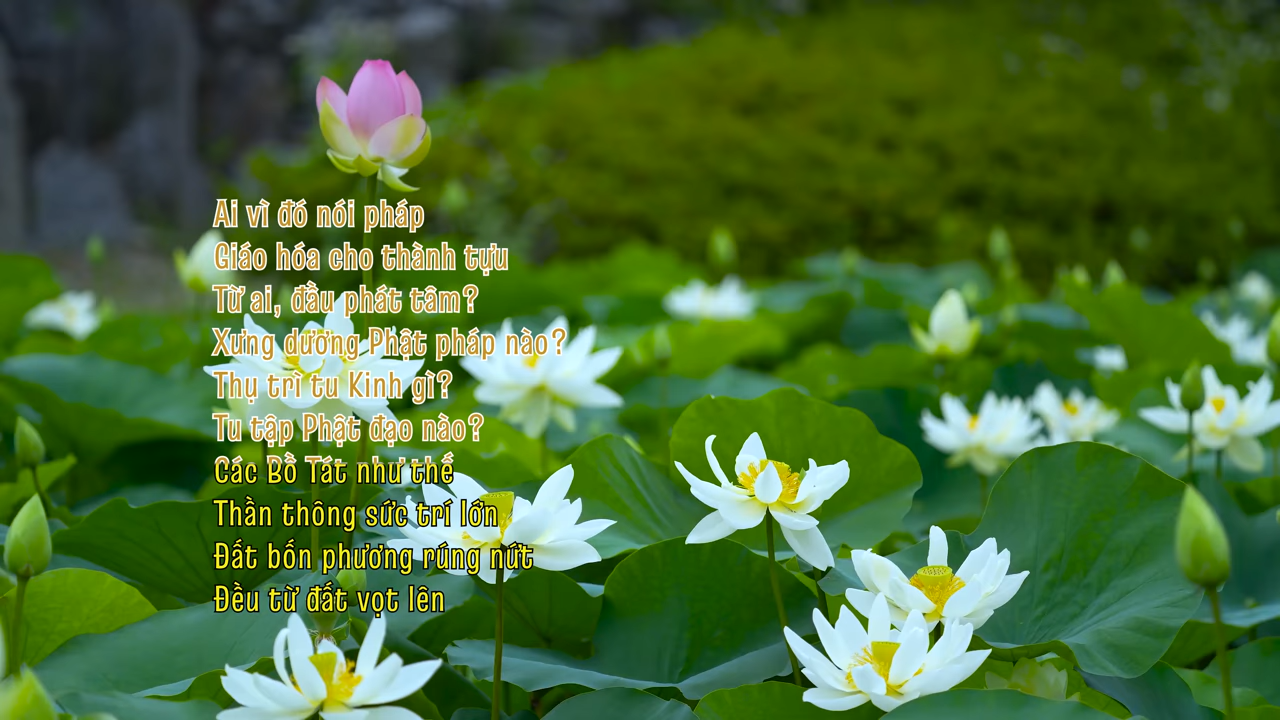 Ai vì đó nói pháp
Giáo hóa cho thành tựu
Từ ai, đầu phát tâm?
Xưng dương Phật pháp nào?
Thụ trì tu Kinh gì?
Tu tập Phật đạo nào?
Các Bồ Tát như thế
Thần thông sức trí lớn
Đất bốn phương rúng nứt
Đều từ đất vọt lên